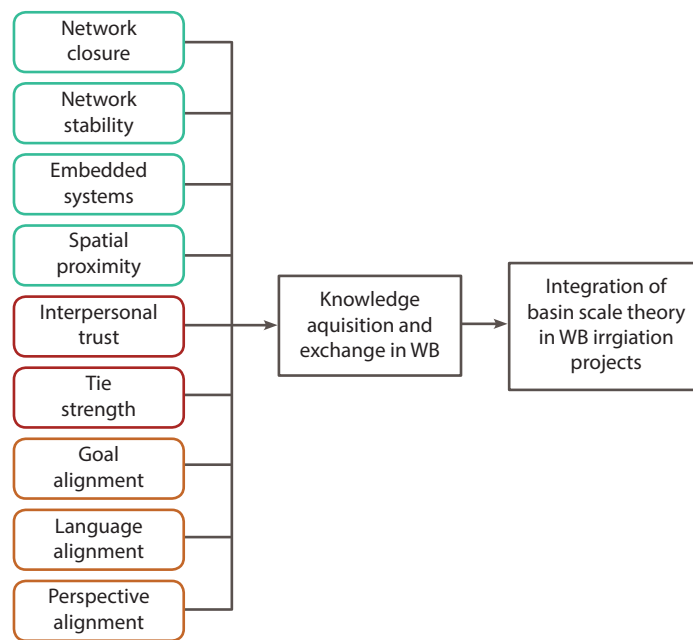 Network
closure
Network
stability
Embedded
systems
Spatial
proximity
Interpersonal
trust
Tie
strength
Goal
alignment
Language
alignment
Perspective
alignment
Knowledge
aquisition and
exchange in WB
Integration of
basin scale theory
in WB irrgiation
projects